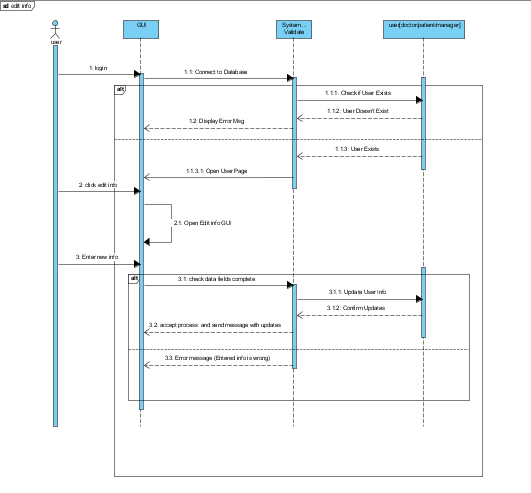 sd edit info
GUI
System...
Validate
user[doctor|patient|manager]
user
1: login
1.1: Connect to Database
alt
1.1.1: Check if User Exists
1.1.2: User Doesn't Exist
1.2: Display Error Msg
1.1.3: User Exists
1.1.3.1: Open User Page
2: click edit info
2.1: Open Edit info GUI
3: Enter new info
alt
3.1: check data fields complete
3.1.1: Update User Info
3.1.2: Confirm Updates
3.2: accept process and send message with updates
3.3: Error message (Entered info is wrong)